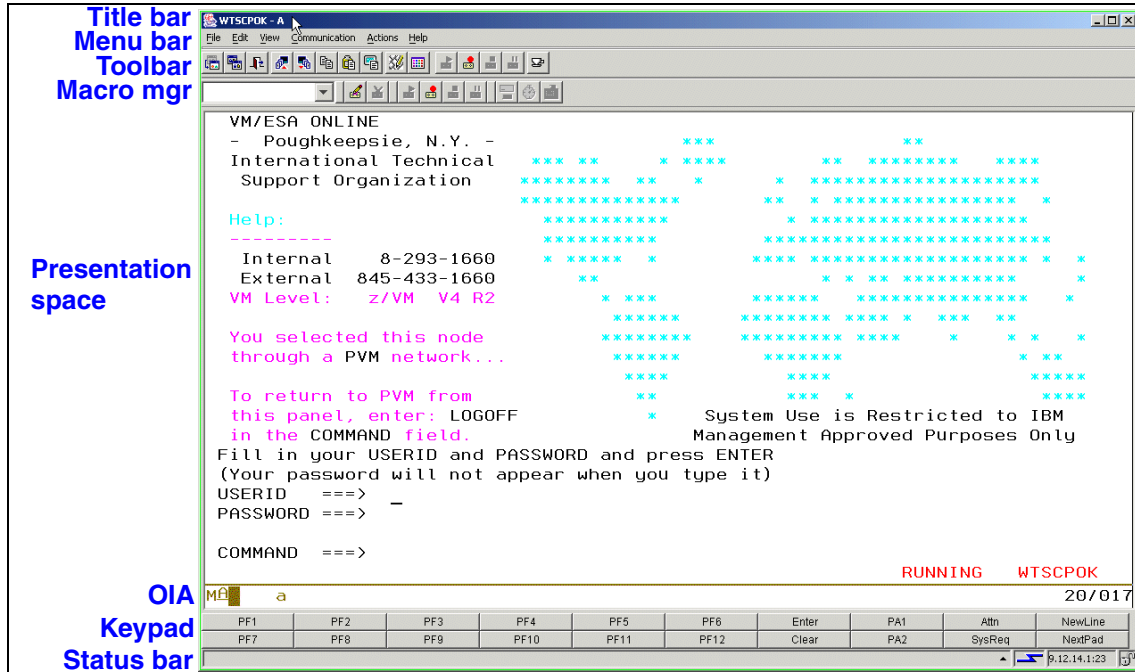 Title bar
WTSCPOK - A
Menu bar
File Edit View Communication Actions Help
Toolbar
Macro mgr
VM/ESA ONLINE
- Poughkeepsie, N.Y. -
International Technical
Support Organization
Help:
---------
Internal 8-293-1660
External 845-433-1660
Presentation space
VM Level: z/VM V4 R2
You selected this node
through a PVM network...
To return to PVM from
this panel, enter: LOGOFF
in the COMMAND field.
System Use is Restricted to IBM
Management Approved Purposes Only
Fill in your USERID and PASSWORD and press ENTER
(Your password will not appear when you type it)
USERID ===> _
PASSWORD ===>
COMMAND ===>
RUNNING WTSCPOK
OIA
MA a 20/017
Keypad
PF1 PF2 PF3 PF4 PF5 PF6 Enter PA1 Attn NewLine
PF7 PF8 PF9 PF10 PF11 PF12 Clear PA2 SysReq NextPad
Status bar
9.12.14.1:23